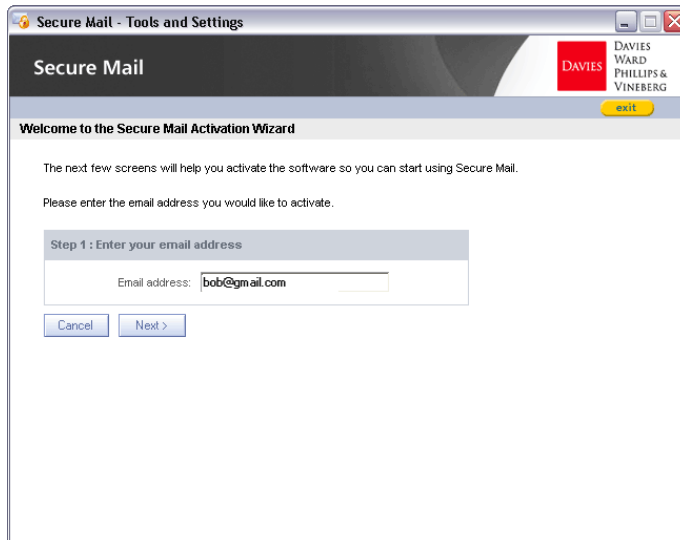 Secure Mail - Tools and Settings
Secure Mail
DAVIES
DAVIES
WARD
PHILLIPS &
VINEBERG
exit
Welcome to the Secure Mail Activation Wizard
The next few screens will help you activate the software so you can start using Secure Mail.
Please enter the email address you would like to activate.
Step 1 : Enter your email address
Email address: bob@gmail.com
Cancel Next >